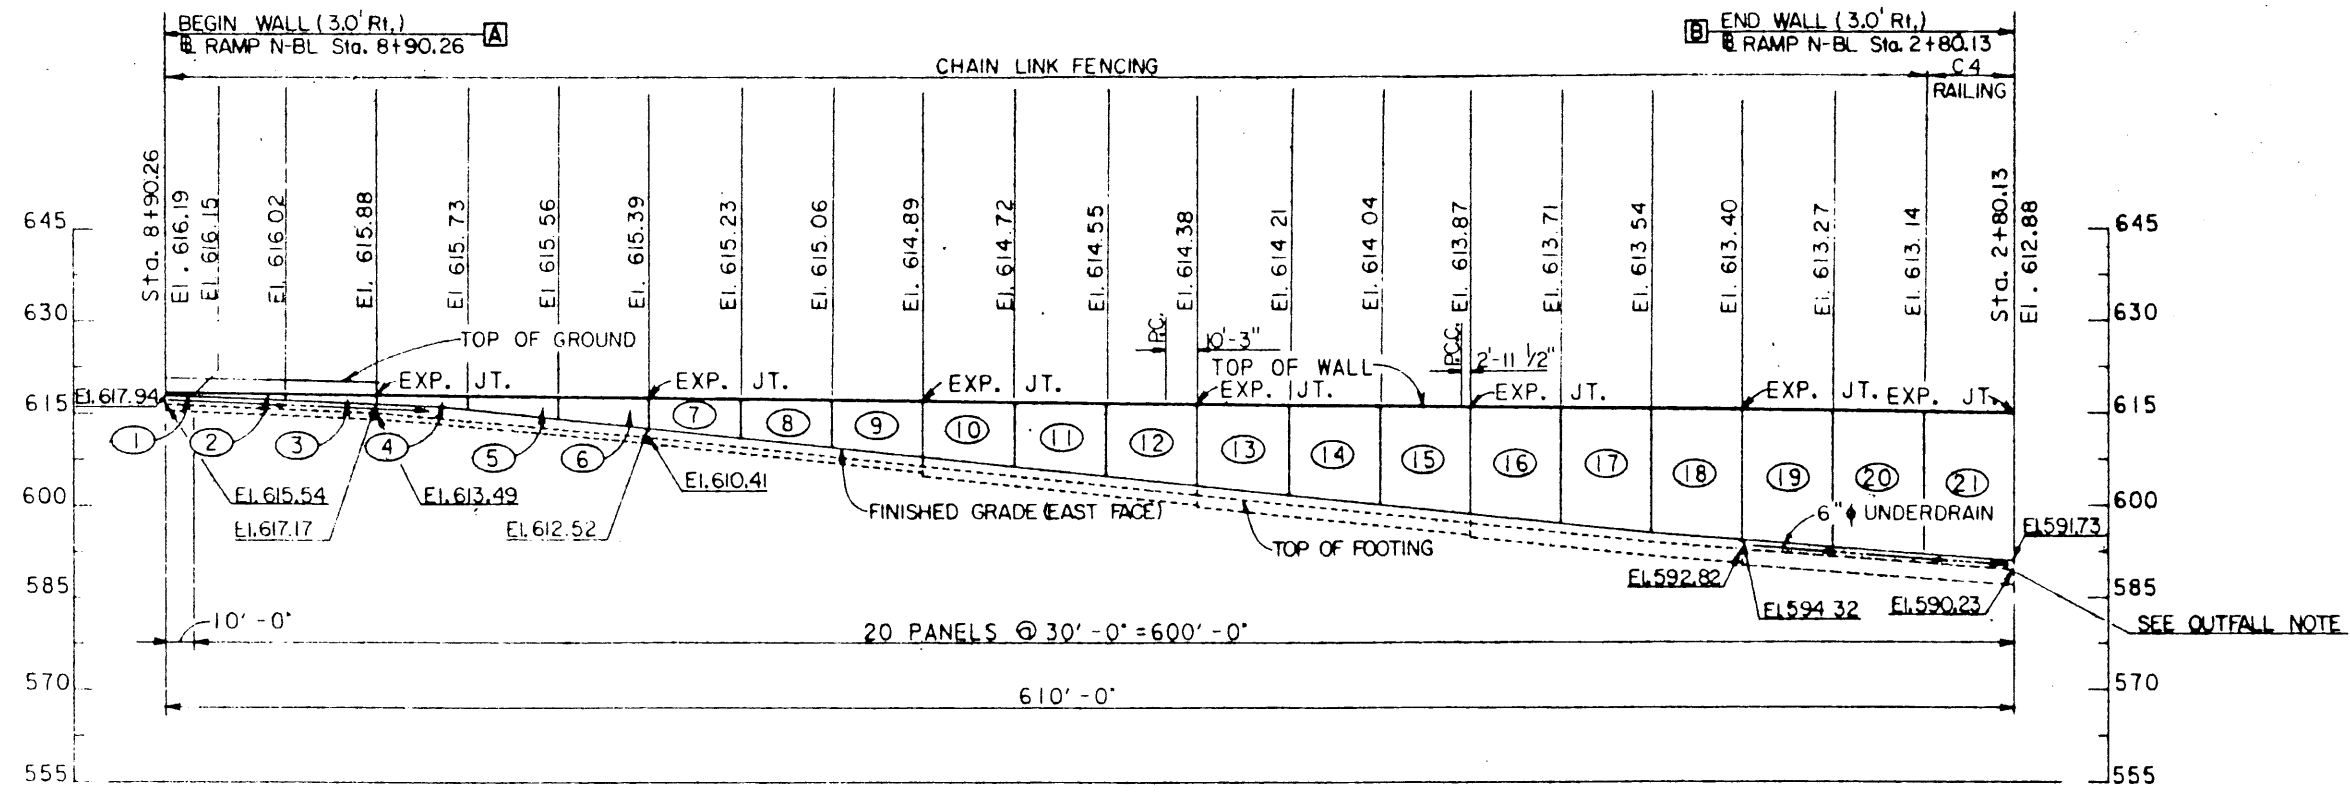 BEGIN WALL (3.0' Rt.)
℄ RAMP N-BL Sta. 8+90.26
A
B
END WALL (3.0' Rt.)
℄ RAMP N-BL Sta. 2+80.13
CHAIN LINK FENCING
C4
RAILING
Sta. 8+90.26
El. 616.19
El. 616.15
El. 616.02
El. 615.88
El. 615.73
El. 615.56
El. 615.39
El. 615.23
El. 615.06
El. 614.89
El. 614.72
El. 614.55
El. 614.38
El. 614.21
El. 614.04
El. 613.87
El. 613.71
El. 613.54
El. 613.40
El. 613.27
El. 613.14
Sta. 2+80.13
El. 612.88
645
630
615
600
585
570
555
645
630
615
600
585
570
555
TOP OF GROUND
P.C.
10'-3"
P.C.C.
2'-11 1/2"
TOP OF WALL
El. 617.94
EXP. JT.
EXP. JT.
EXP. JT.
EXP. JT.
EXP. JT.
EXP. JT.
EXP. JT.
1
2
3
4
5
6
7
8
9
10
11
12
13
14
15
16
17
18
19
20
21
El. 615.54
El. 617.17
El. 613.49
El. 612.52
El. 610.41
FINISHED GRADE (EAST FACE)
TOP OF FOOTING
6" ϕ UNDERDRAIN
El. 591.73
El. 592.82
El. 594.32
El. 590.23
SEE OUTFALL NOTE
10'-0"
20 PANELS @ 30'-0" = 600'-0"
610'-0"